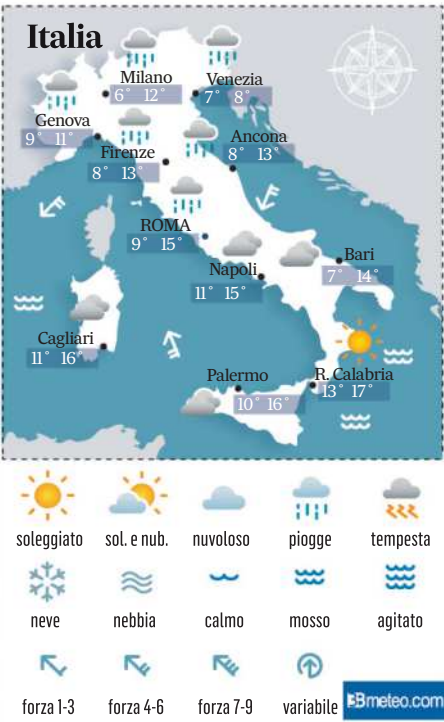 Italia
Milano
6° 12°
Venezia
7° 8°
Genova
9° 11°
Firenze
8° 13°
Ancona
8° 13°
ROMA
9° 15°
Napoli
11° 15°
Bari
7° 14°
Cagliari
11° 16°
Palermo
10° 16°
R. Calabria
13° 17°
soleggiato sol. e nub. nuvoloso piogge tempesta
neve nebbia calmo mosso agitato
forza 1-3 forza 4-6 forza 7-9 variabile
3Bmeteo.com